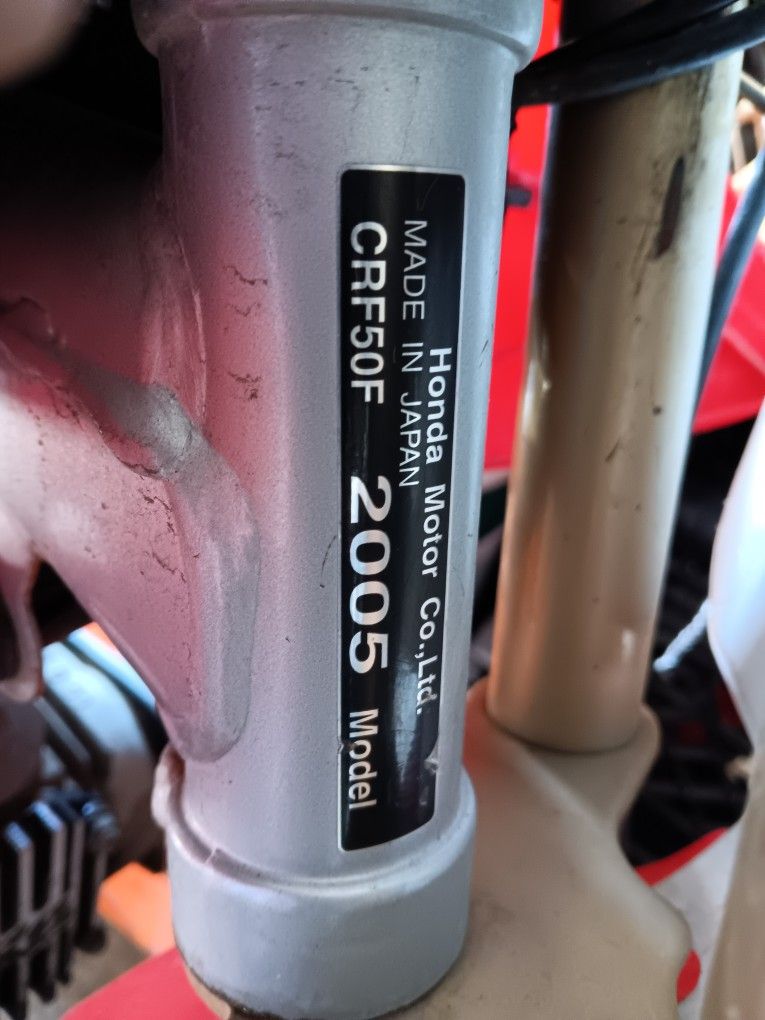 Honda Motor Co.,Ltd.
MADE IN JAPAN
CRF50F 2005 Model